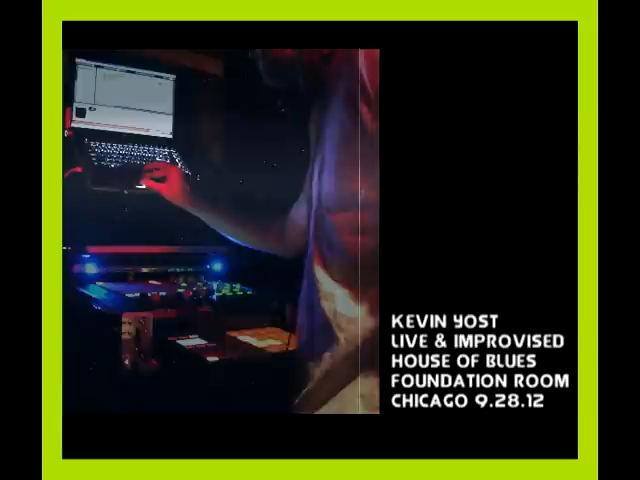 KEVIN YOST
LIVE & IMPROVISED
HOUSE OF BLUES
FOUNDATION ROOM
CHICAGO 9.28.12